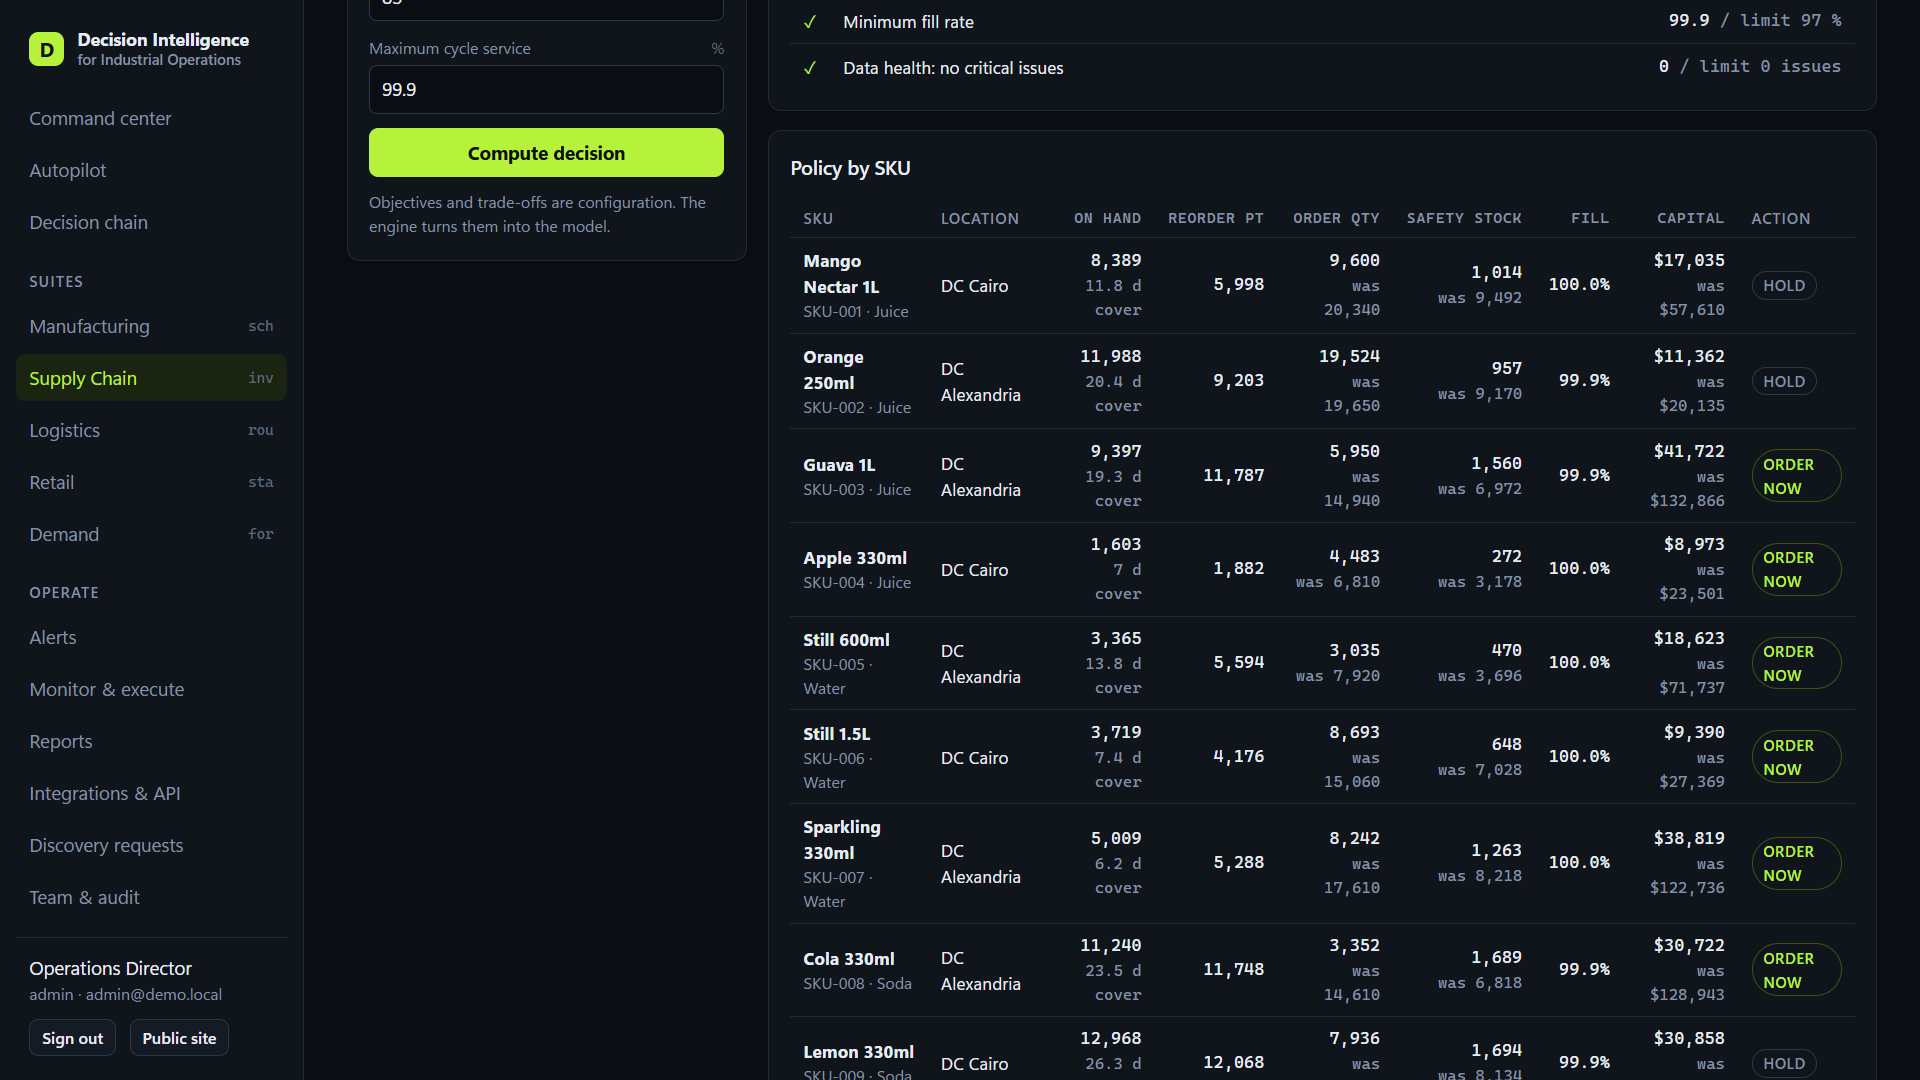 D
Decision Intelligence
for Industrial Operations
Command center
Autopilot
Decision chain
SUITES
Manufacturing sch
Supply Chain inv
Logistics rou
Retail sta
Demand for
OPERATE
Alerts
Monitor & execute
Reports
Integrations & API
Discovery requests
Team & audit
Operations Director
admin · admin@demo.local
Sign out Public site
Maximum cycle service %
99.9
Compute decision
Objectives and trade-offs are configuration. The
engine turns them into the model.
✓ Minimum fill rate 99.9 / limit 97 %
✓ Data health: no critical issues 0 / limit 0 issues
Policy by SKU
SKU LOCATION ON HAND REORDER PT ORDER QTY SAFETY STOCK FILL CAPITAL ACTION
Mango
Nectar 1L
SKU-001 · Juice
DC Cairo
8,389
11.8 d
cover
5,998
9,600
was
20,340
1,014
was 9,492
100.0%
$17,035
was
$57,610
HOLD
Orange
250ml
SKU-002 · Juice
DC
Alexandria
11,988
20.4 d
cover
9,203
19,524
was
19,650
957
was 9,170
99.9%
$11,362
was
$20,135
HOLD
Guava 1L
SKU-003 · Juice
DC
Alexandria
9,397
19.3 d
cover
11,787
5,950
was
14,940
1,560
was 6,972
99.9%
$41,722
was
$132,866
ORDER
NOW
Apple 330ml
SKU-004 · Juice
DC Cairo
1,603
7 d
cover
1,882
4,483
was 6,810
272
was 3,178
100.0%
$8,973
was
$23,501
ORDER
NOW
Still 600ml
SKU-005 ·
Water
DC
Alexandria
3,365
13.8 d
cover
5,594
3,035
was 7,920
470
was 3,696
100.0%
$18,623
was
$71,737
ORDER
NOW
Still 1.5L
SKU-006 ·
Water
DC Cairo
3,719
7.4 d
cover
4,176
8,693
was
15,060
648
was 7,028
100.0%
$9,390
was
$27,369
ORDER
NOW
Sparkling
330ml
SKU-007 ·
Water
DC
Alexandria
5,009
6.2 d
cover
5,288
8,242
was
17,610
1,263
was 8,218
100.0%
$38,819
was
$122,736
ORDER
NOW
Cola 330ml
SKU-008 · Soda
DC
Alexandria
11,240
23.5 d
cover
11,748
3,352
was
14,610
1,689
was 6,818
99.9%
$30,722
was
$128,943
ORDER
NOW
Lemon 330ml
SKU-009 · Soda
DC Cairo
12,968
26.3 d
12,068
7,936
was
1,694
was 8,134
99.9%
$30,858
was
HOLD